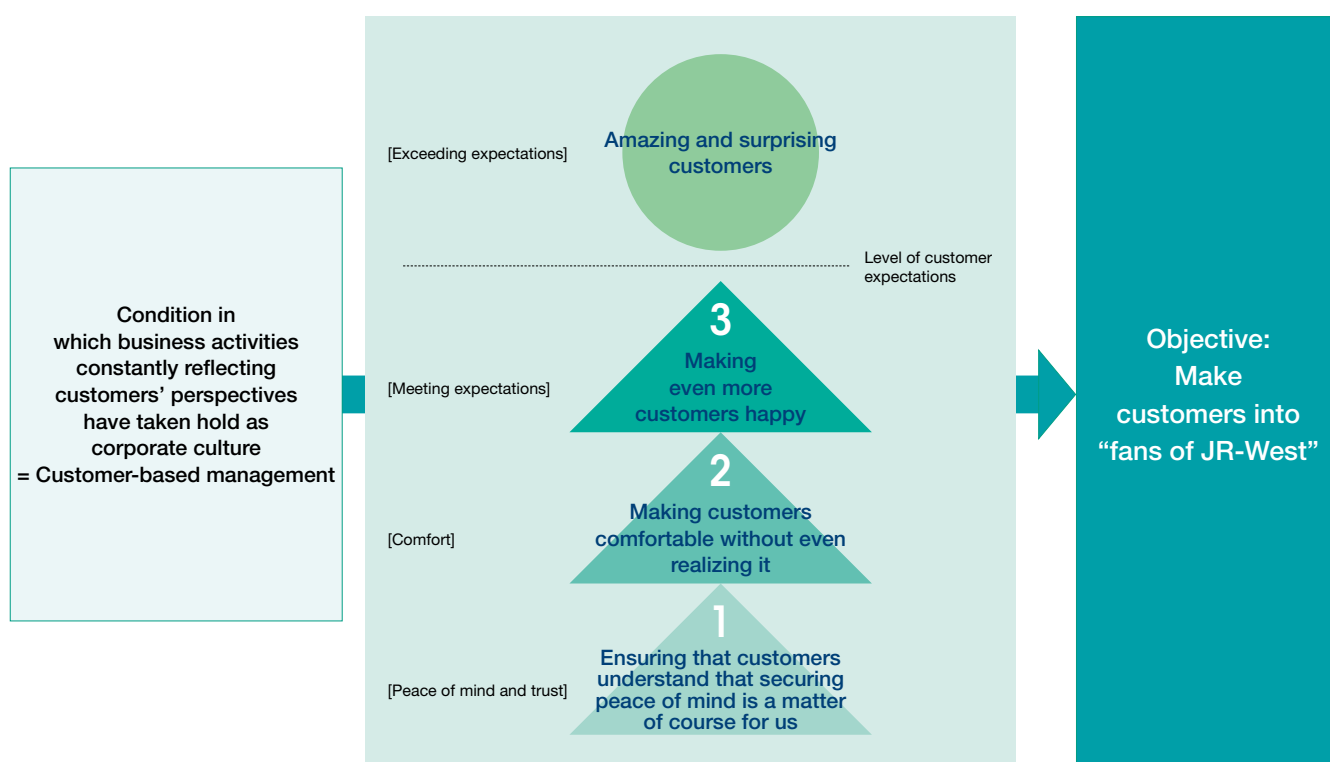 Condition in
which business activities
constantly reflecting
customers’ perspectives
have taken hold as
corporate culture
= Customer-based management
[Exceeding expectations]
Amazing and surprising
customers
Level of customer
expectations
[Meeting expectations]
3
Making
even more
customers happy
[Comfort]
2
Making customers
comfortable without even
realizing it
[Peace of mind and trust]
1
Ensuring that customers
understand that securing
peace of mind is a matter
of course for us
Objective:
Make
customers into
“fans of JR-West”